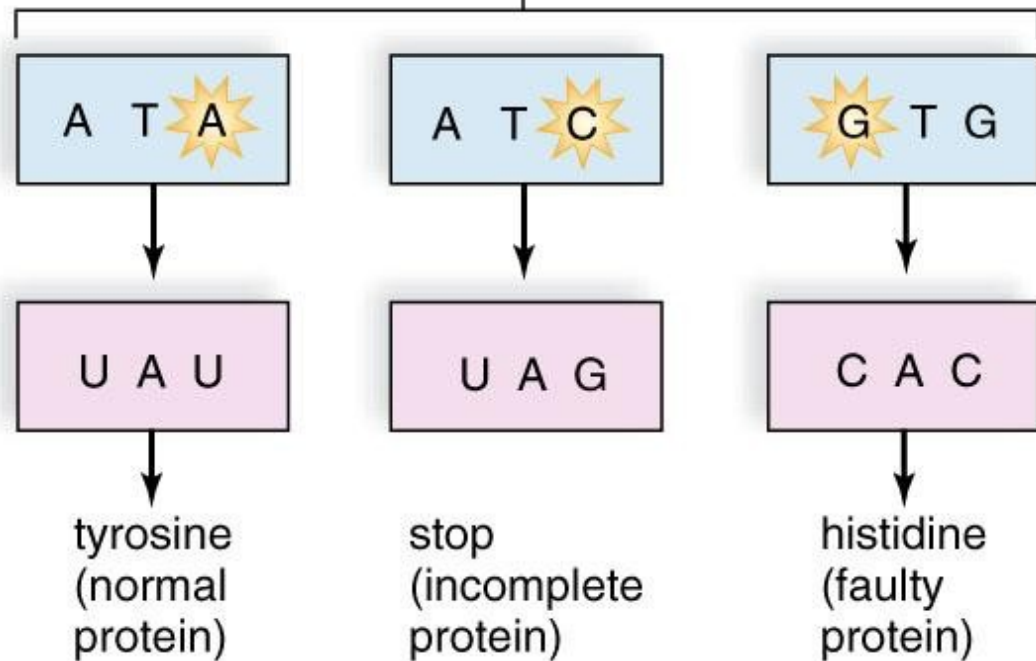 A T A
A T C
G T G
U A U
U A G
C A C
tyrosine
(normal
protein)
stop
(incomplete
protein)
histidine
(faulty
protein)